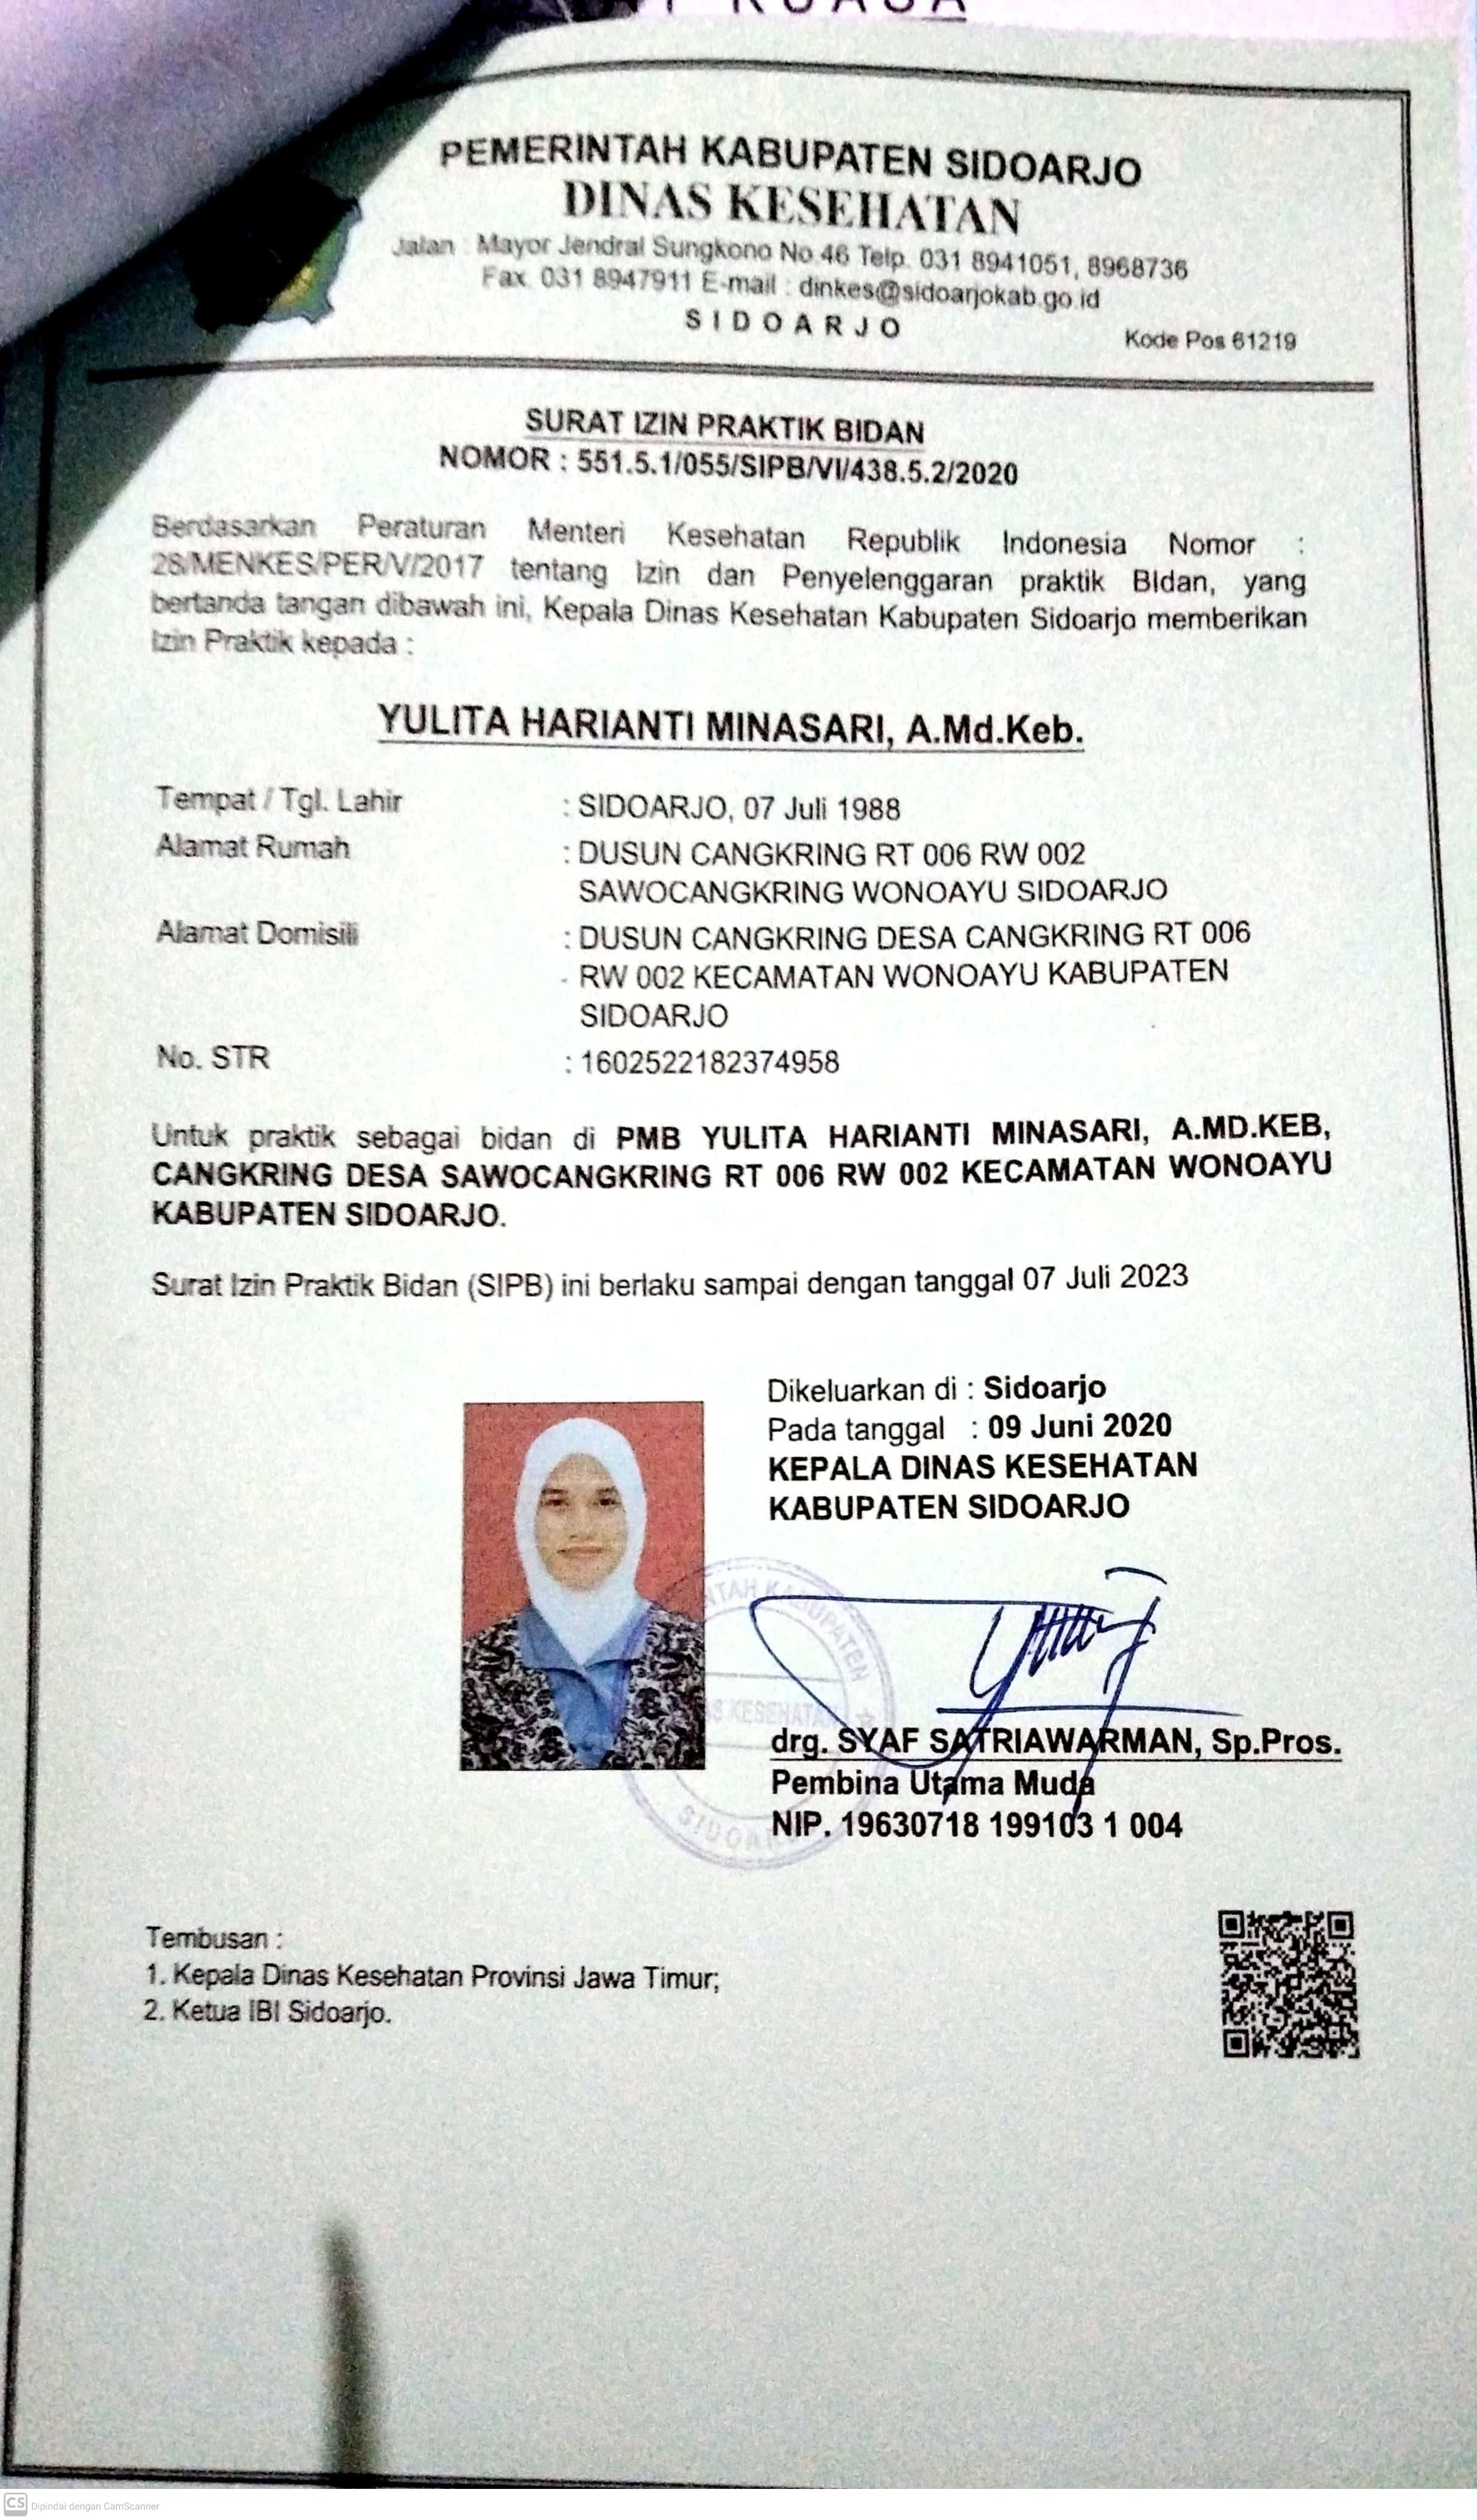 KUASA
PEMERINTAH KABUPATEN SIDOARJO
DINAS KESEHATAN
Jalan : Mayor Jendral Sungkono No.46 Telp. 031 8941051, 8968736
Fax. 031 8947911 E-mail : dinkes@sidoarjokab.go.id
SIDOARJO
Kode Pos 61219
SURAT IZIN PRAKTIK BIDAN
NOMOR : 551.5.1/055/SIPB/VI/438.5.2/2020
Berdasarkan Peraturan Menteri Kesehatan Republik Indonesia Nomor :
28/MENKES/PER/V/2017 tentang Izin dan Penyelenggaran praktik BIdan, yang
bertanda tangan dibawah ini, Kepala Dinas Kesehatan Kabupaten Sidoarjo memberikan
Izin Praktik kepada :
YULITA HARIANTI MINASARI, A.Md.Keb.
Tempat / Tgl. Lahir : SIDOARJO, 07 Juli 1988
Alamat Rumah : DUSUN CANGKRING RT 006 RW 002
SAWOCANGKRING WONOAYU SIDOARJO
Alamat Domisili : DUSUN CANGKRING DESA CANGKRING RT 006
RW 002 KECAMATAN WONOAYU KABUPATEN
SIDOARJO
No. STR : 1602522182374958
Untuk praktik sebagai bidan di PMB YULITA HARIANTI MINASARI, A.MD.KEB,
CANGKRING DESA SAWOCANGKRING RT 006 RW 002 KECAMATAN WONOAYU
KABUPATEN SIDOARJO.
Surat Izin Praktik Bidan (SIPB) ini berlaku sampai dengan tanggal 07 Juli 2023
Dikeluarkan di : Sidoarjo
Pada tanggal : 09 Juni 2020
KEPALA DINAS KESEHATAN
KABUPATEN SIDOARJO
KABUPATEN
KESEHATAN
drg. SYAF SATRIAWARMAN, Sp.Pros.
Pembina Utama Muda
NIP. 19630718 199103 1 004
Tembusan :
1. Kepala Dinas Kesehatan Provinsi Jawa Timur;
2. Ketua IBI Sidoarjo.
CS Dipindai dengan CamScanner